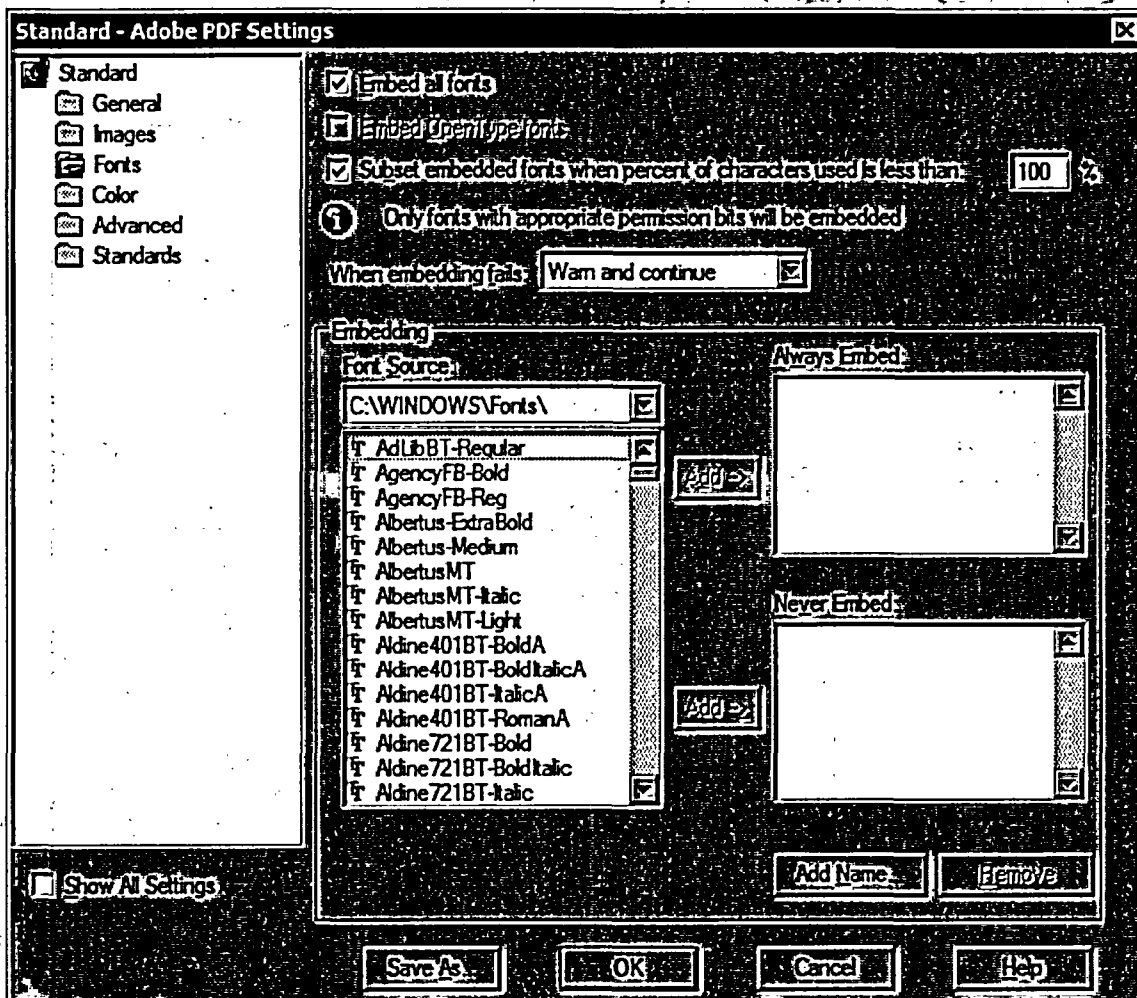 Standard - Adobe PDF Settings
Standard
General
Images
Fonts
Color
Advanced
Standards
Show All Settings
Embed all fonts
Embed OpenType fonts
Subset embedded fonts when percent of characters used is less than: 100 %
Only fonts with appropriate permission bits will be embedded
When embedding fails: Warn and continue
Embedding
Font Source:
C:\WINDOWS\Fonts\
AdLibBT-Regular
AgencyFB-Bold
AgencyFB-Reg
Albertus-ExtraBold
Albertus-Medium
AlbertusMT
AlbertusMT-Italic
AlbertusMT-Light
Aldine401BT-BoldA
Aldine401BT-BoldItalicA
Aldine401BT-ItalicA
Aldine401BT-RomanA
Aldine721BT-Bold
Aldine721BT-BoldItalic
Aldine721BT-Italic
Add ->
Add ->
Always Embed:
Never Embed:
Add Name...
Remove
Save As...
OK
Cancel
Help